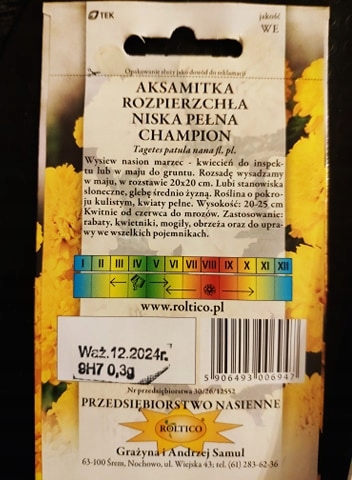 TEK
jakość
WE
Opakowanie służy jako dowód do reklamacji
AKSAMITKA
ROZPIERZCHŁA
NISKA PEŁNA
CHAMPION
Tagetes patula nana fl. pl.
Wysiew nasion marzec - kwiecień do inspek-
tu lub w maju do gruntu. Rozsadę wysadzamy
w maju, w rozstawie 20x20 cm. Lubi stanowiska
słoneczne, glebę średnio żyzną. Roślina o pokro-
ju kulistym, kwiaty pełne. Wysokość: 20-25 cm
Kwitnie od czerwca do mrozów. Zastosowanie:
rabaty, kwietniki, mogiły, obrzeża oraz do upra-
wy we wszelkich pojemnikach.
I II III IV V VI VII VIII IX X XI XII
www.roltico.pl
Waż.12.2024r.
9H7 0,3g
5 906493 006947
Nr przedsiębiorstwa 30/26/12552
PRZEDSIĘBIORSTWO NASIENNE
ROLTICO
Grażyna i Andrzej Samul
63-100 Śrem, Nochowo, ul. Wiejska 43; tel. (61) 283-62-36